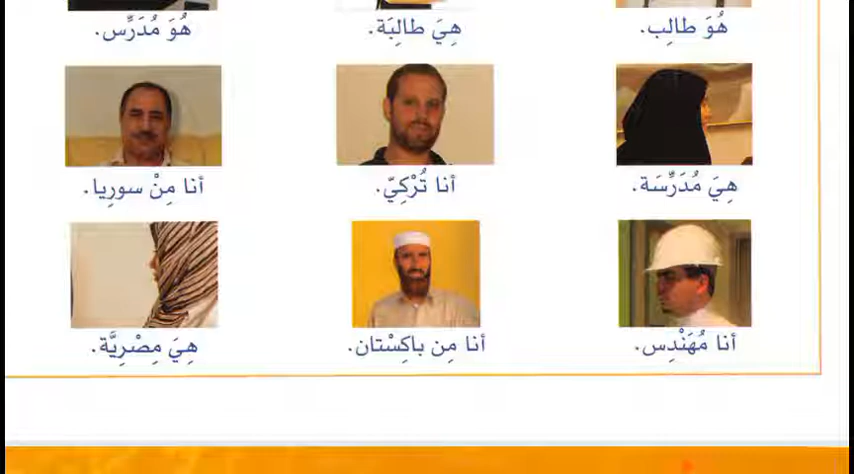 هُوَ طالِب.
هِيَ طالِبَة.
هُوَ مُدَرِّس.
هِيَ مُدَرِّسَة.
أنا تُرْكِيّ.
أنا مِنْ سوريا.
أنا مُهَنْدِس.
أنا مِن باكِسْتان.
هِيَ مِصْرِيَّة.